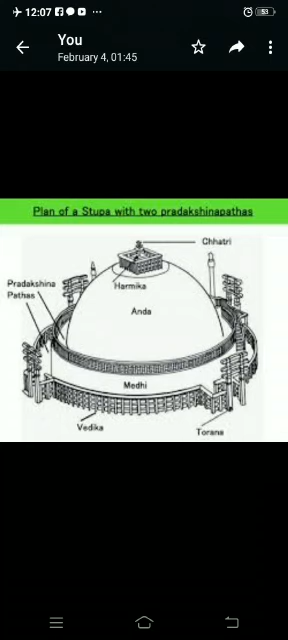 12:07
53
You
February 4, 01:45
Plan of a Stupa with two pradakshinapathas
Chhatri
Harmika
Pradakshina
Pathas
Anda
Medhi
Vedika
Torana